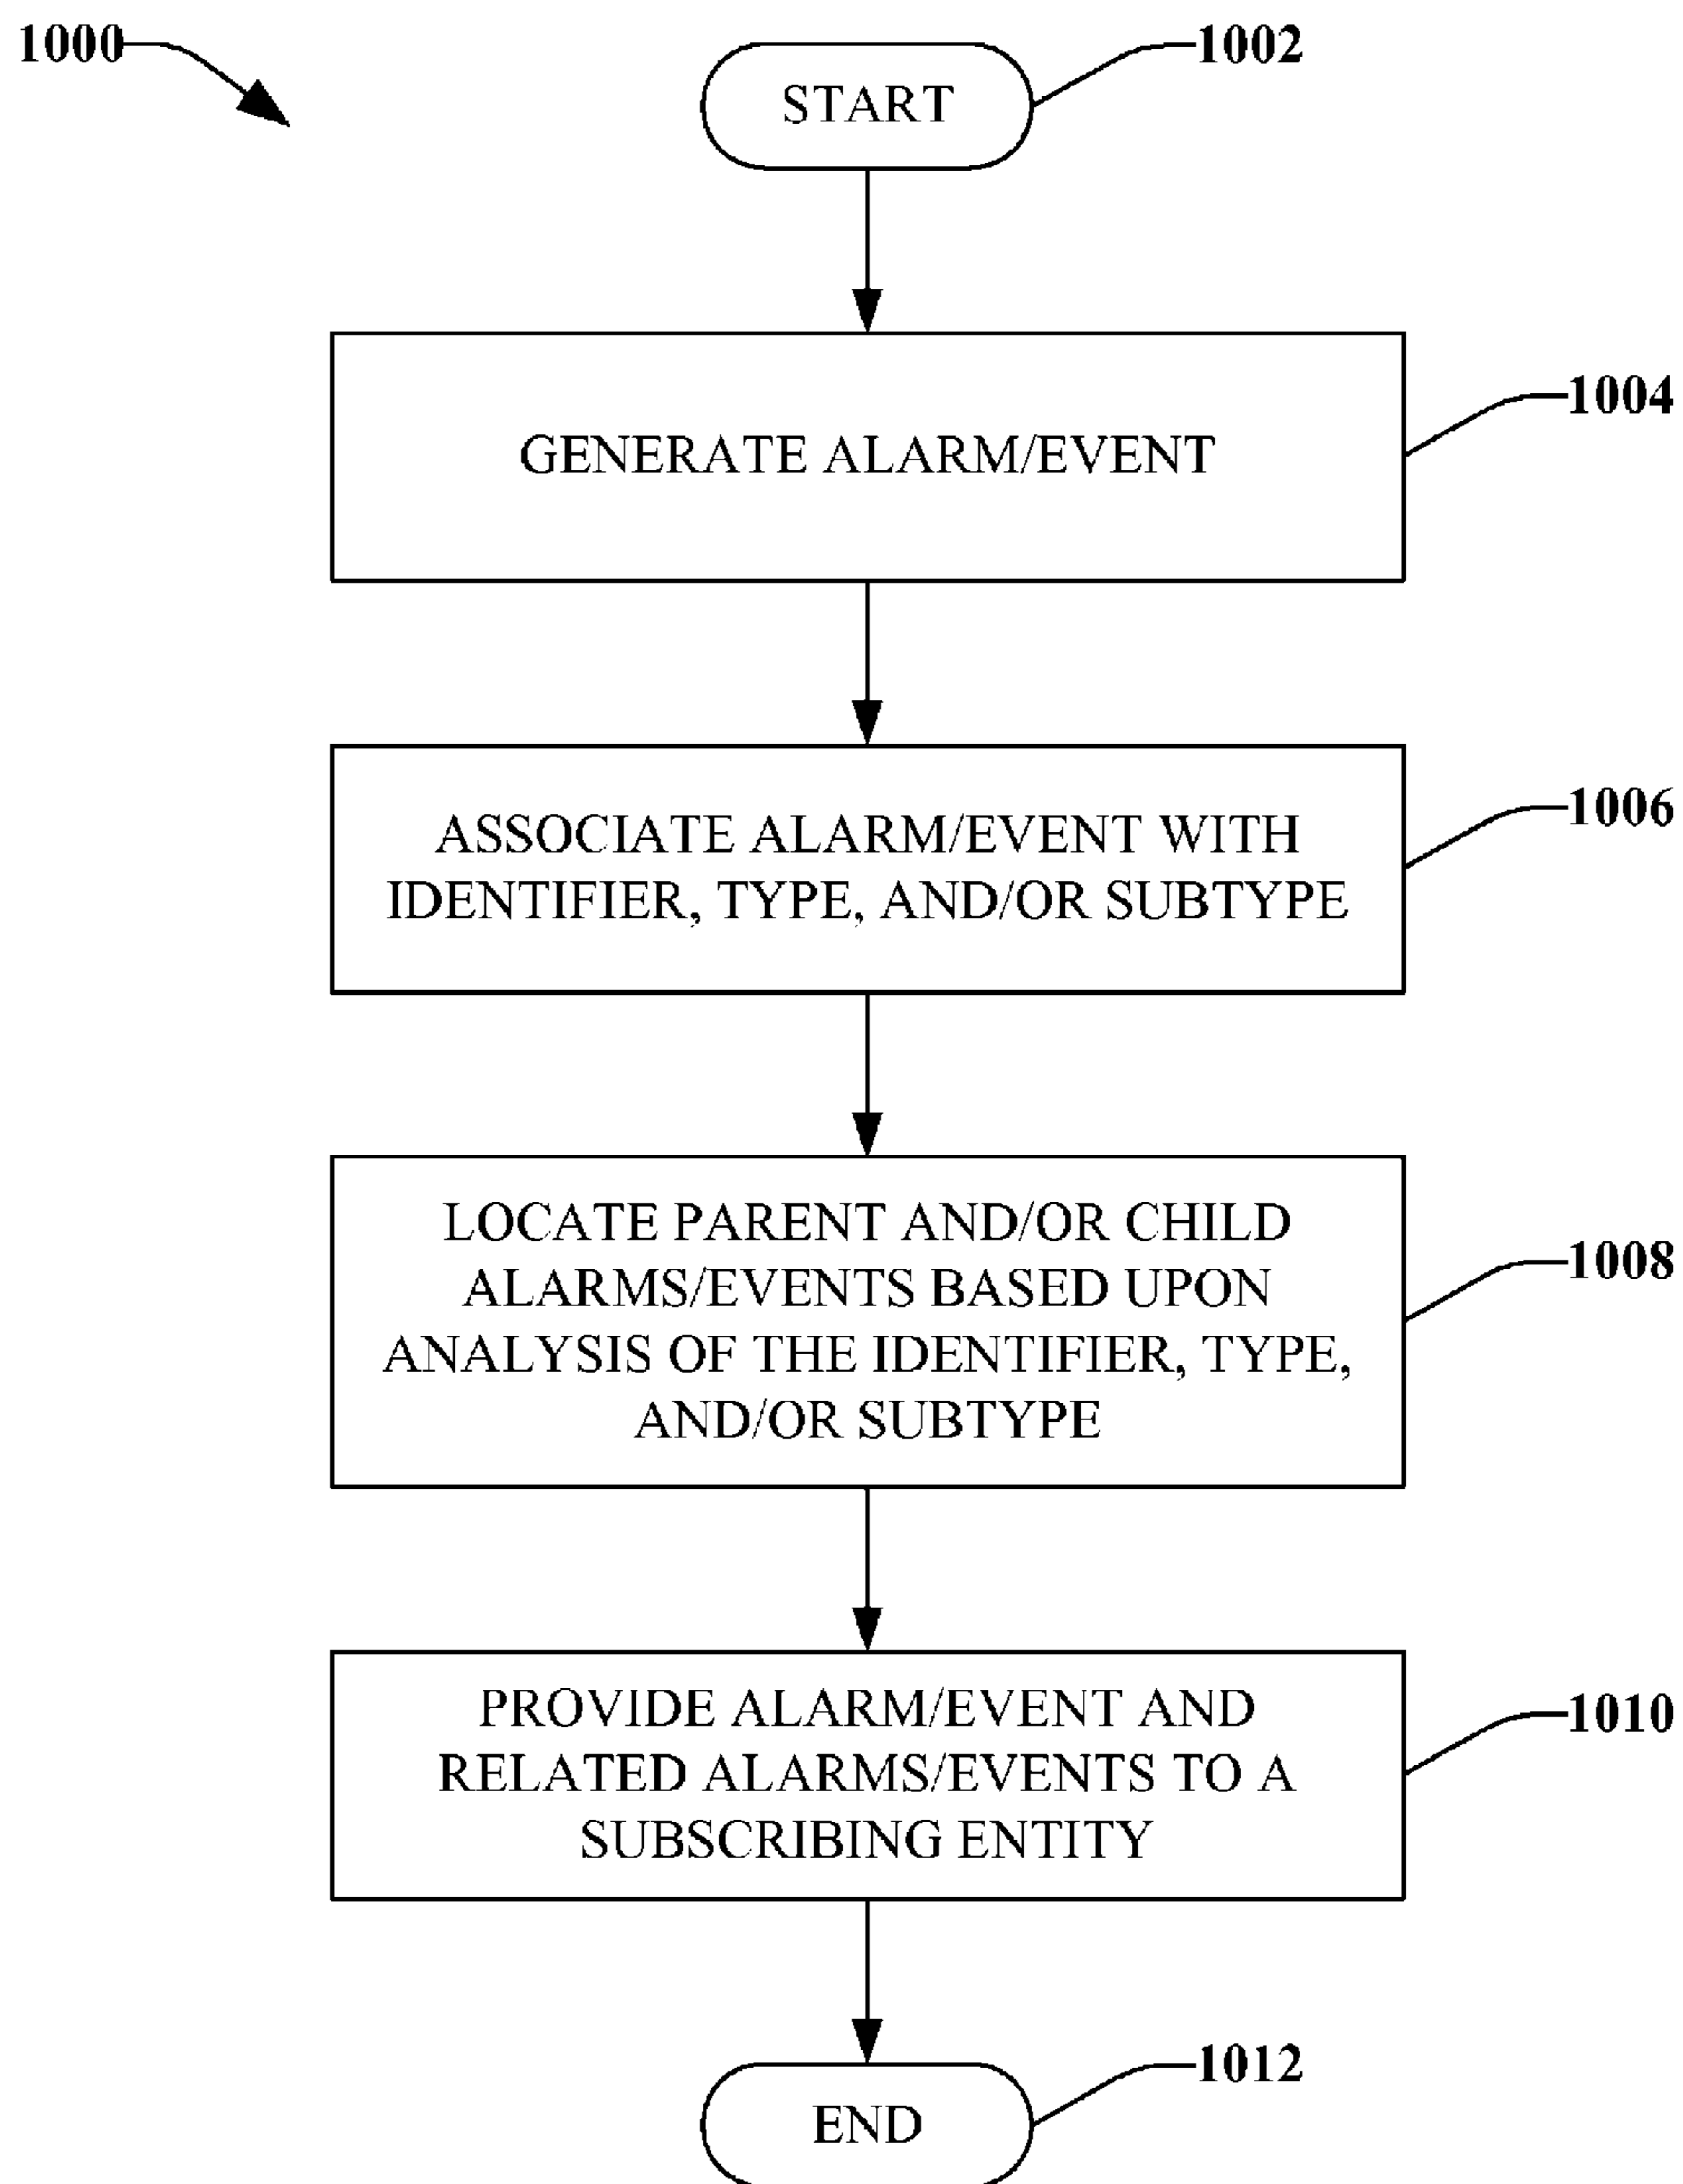 1000
START
1002
GENERATE ALARM/EVENT
1004
ASSOCIATE ALARM/EVENT WITH
IDENTIFIER, TYPE, AND/OR SUBTYPE
1006
LOCATE PARENT AND/OR CHILD
ALARMS/EVENTS BASED UPON
ANALYSIS OF THE IDENTIFIER, TYPE,
AND/OR SUBTYPE
1008
PROVIDE ALARM/EVENT AND
RELATED ALARMS/EVENTS TO A
SUBSCRIBING ENTITY
1010
END
1012